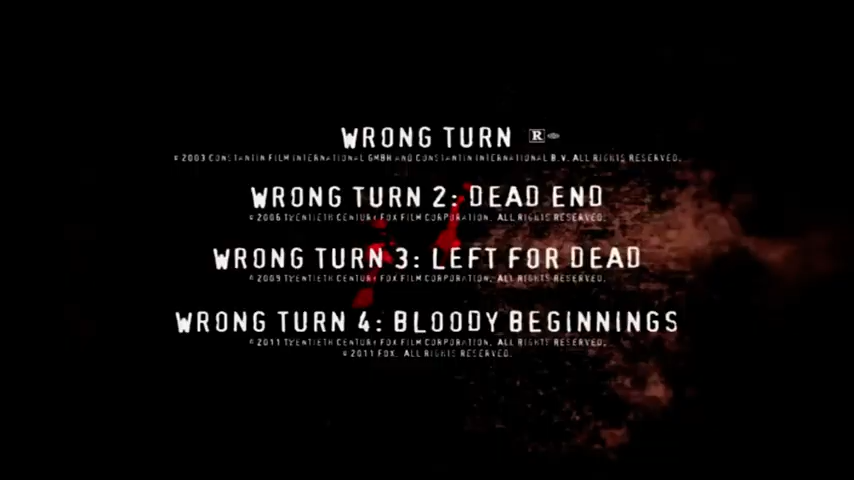 WRONG TURN R
© 2003 CONSTANTIN FILM INTERNATIONAL GMBH AND CONSTANTIN INTERNATIONAL B.V. ALL RIGHTS RESERVED.
WRONG TURN 2: DEAD END
© 2006 TWENTIETH CENTURY FOX FILM CORPORATION. ALL RIGHTS RESERVED.
WRONG TURN 3: LEFT FOR DEAD
© 2009 TWENTIETH CENTURY FOX FILM CORPORATION. ALL RIGHTS RESERVED.
WRONG TURN 4: BLOODY BEGINNINGS
© 2011 TWENTIETH CENTURY FOX FILM CORPORATION. ALL RIGHTS RESERVED.
© 2011 FOX. ALL RIGHTS RESERVED.